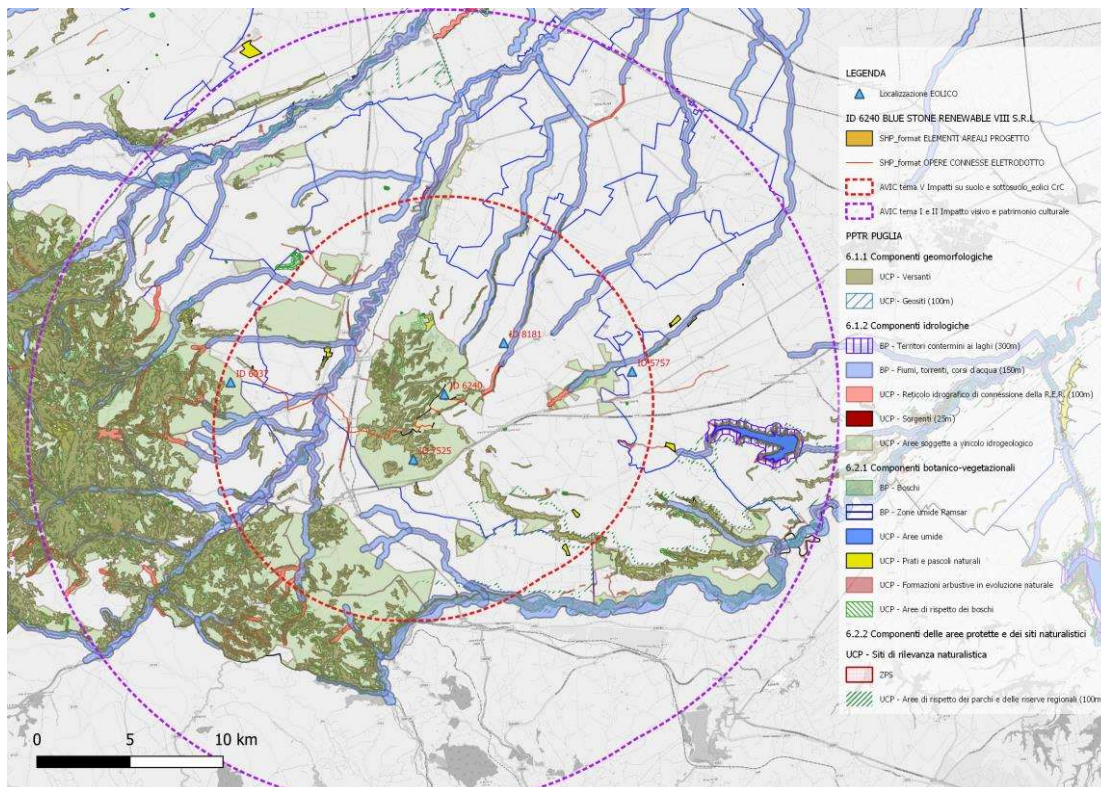 ID 8181
ID 6937
ID 6240
ID 5757
ID 7525
0 5 10 km
LEGENDA
Localizzazione EOLICO
ID 6240 BLUE STONE RENEWABLE VIII S.R.L
SHP_format ELEMENTI AREALI PROGETTO
SHP_format OPERE CONNESSE ELETTRODOTTO
AVIC tema V Impatti su suolo e sottosuolo_eolici CrC
AVIC tema I e II Impatto visivo e patrimonio culturale
PPTR PUGLIA
6.1.1 Componenti geomorfologiche
UCP - Versanti
UCP - Geositi (100m)
6.1.2 Componenti idrologiche
BP - Territori contermini ai laghi (300m)
BP - Fiumi, torrenti, corsi d'acqua (150m)
UCP - Reticolo idrografico di connessione della R.E.R. (100m)
UCP - Sorgenti (25m)
UCP - Aree soggette a vincolo idrogeologico
6.2.1 Componenti botanico-vegetazionali
BP - Boschi
BP - Zone umide Ramsar
UCP - Aree umide
UCP - Prati e pascoli naturali
UCP - Formazioni arbustive in evoluzione naturale
UCP - Aree di rispetto dei boschi
6.2.2 Componenti delle aree protette e dei siti naturalistici
UCP - Siti di rilevanza naturalistica
ZPS
UCP - Aree di rispetto dei parchi e delle riserve regionali (100m